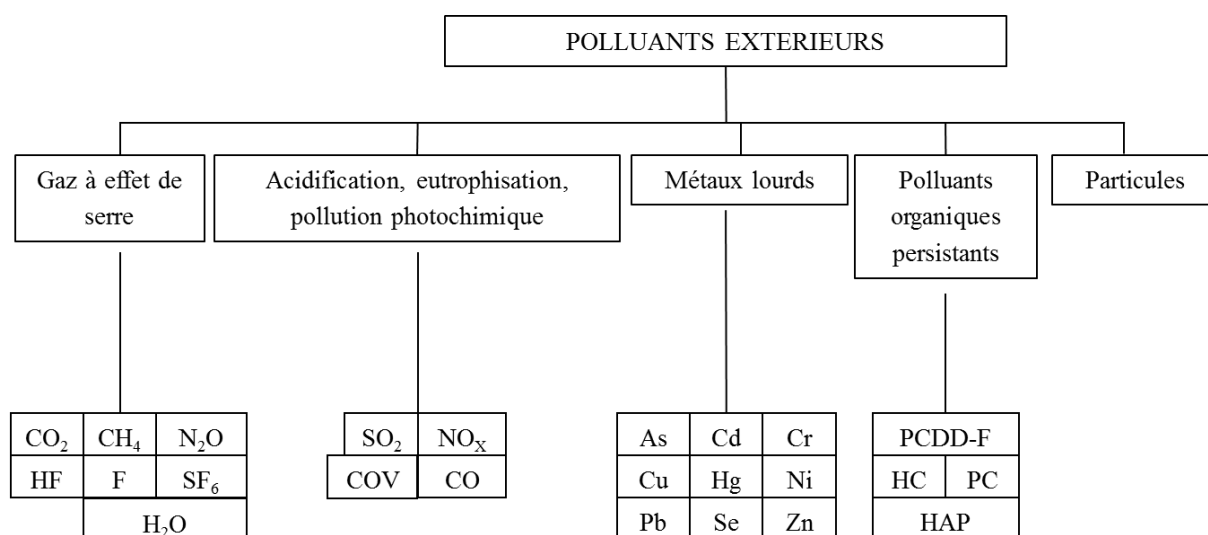 POLLUANTS EXTERIEURS
Gaz à effet de
serre
Acidification, eutrophisation,
pollution photochimique
Métaux lourds
Polluants
organiques
persistants
Particules
CO₂ CH₄ N₂O
HF F SF₆
H₂O
SO₂ NOX
COV CO
As Cd Cr
Cu Hg Ni
Pb Se Zn
PCDD-F
HC PC
HAP